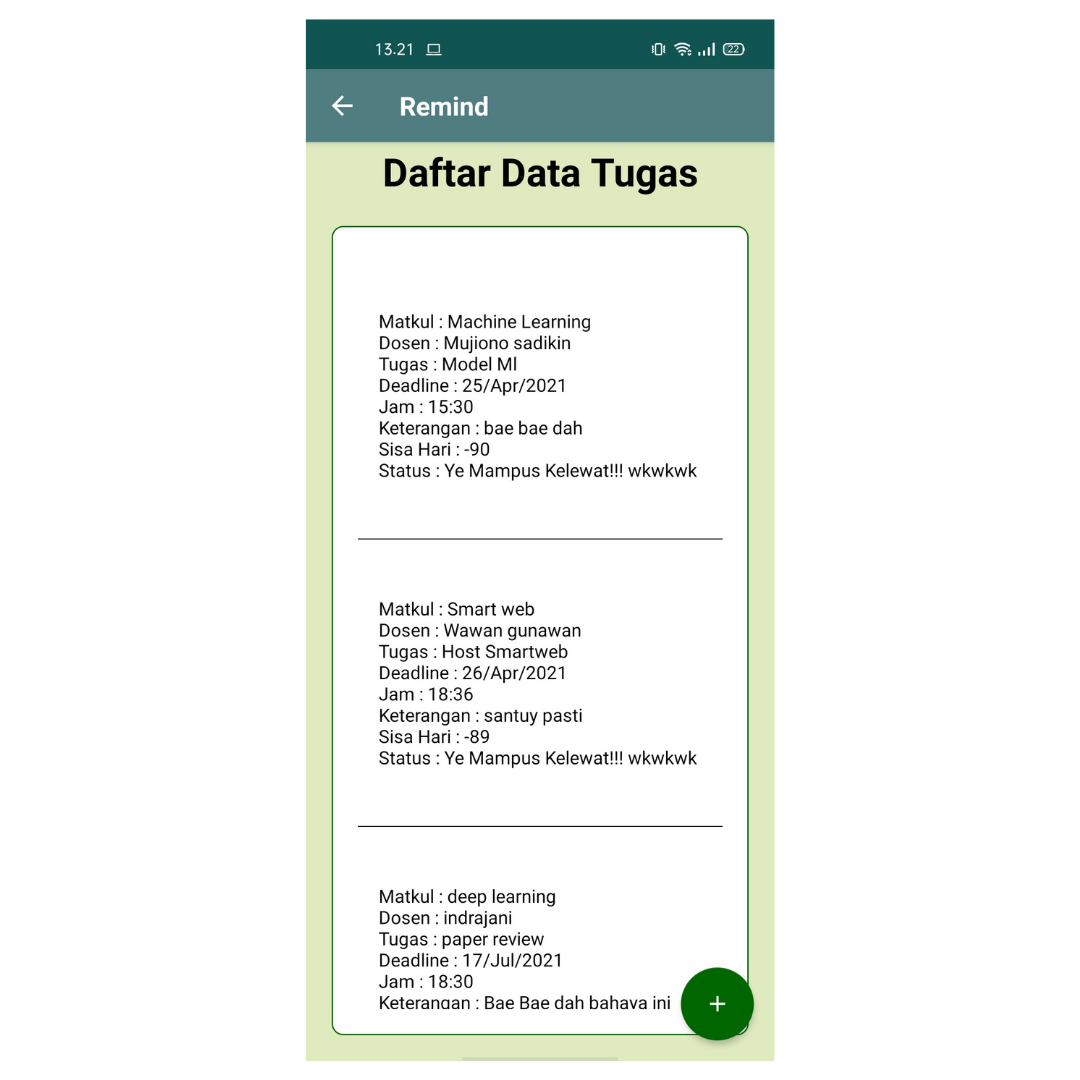 13.21
22
Remind
Daftar Data Tugas
Matkul : Machine Learning
Dosen : Mujiono sadikin
Tugas : Model Ml
Deadline : 25/Apr/2021
Jam : 15:30
Keterangan : bae bae dah
Sisa Hari : -90
Status : Ye Mampus Kelewat!!! wkwkwk
Matkul : Smart web
Dosen : Wawan gunawan
Tugas : Host Smartweb
Deadline : 26/Apr/2021
Jam : 18:36
Keterangan : santuy pasti
Sisa Hari : -89
Status : Ye Mampus Kelewat!!! wkwkwk
Matkul : deep learning
Dosen : indrajani
Tugas : paper review
Deadline : 17/Jul/2021
Jam : 18:30
Keterangan : Bae Bae dah bahaya ini
+